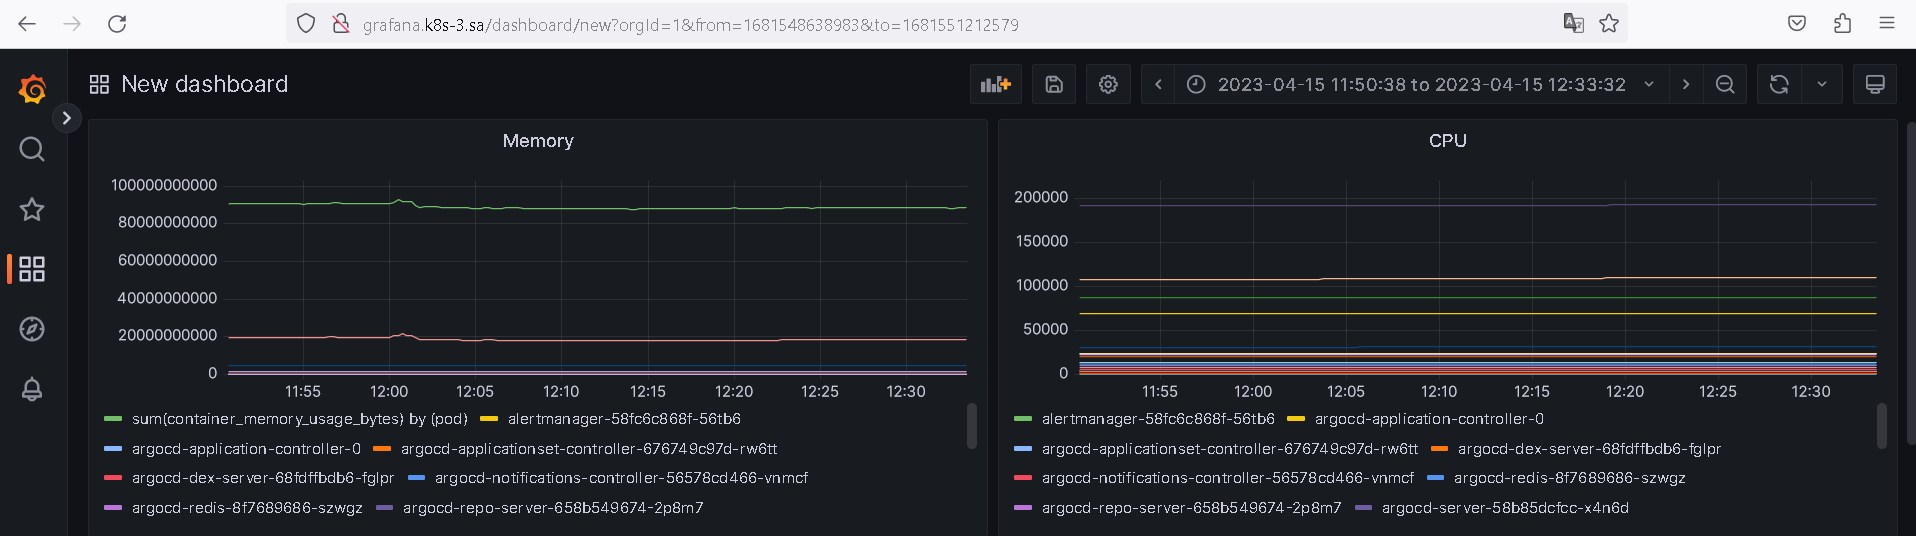 grafana.k8s-3.sa/dashboard/new?orgId=1&from=1681548638983&to=1681551212579
New dashboard
2023-04-15 11:50:38 to 2023-04-15 12:33:32
Memory
100000000000
80000000000
60000000000
40000000000
20000000000
0
11:55 12:00 12:05 12:10 12:15 12:20 12:25 12:30
sum(container_memory_usage_bytes) by (pod) alertmanager-58fc6c868f-56tb6
argocd-application-controller-0 argocd-applicationset-controller-676749c97d-rw6tt
argocd-dex-server-68fdffbdb6-fglpr argocd-notifications-controller-56578cd466-vnmcf
argocd-redis-8f7689686-szwgz argocd-repo-server-658b549674-2p8m7
CPU
200000
150000
100000
50000
0
11:55 12:00 12:05 12:10 12:15 12:20 12:25 12:30
alertmanager-58fc6c868f-56tb6 argocd-application-controller-0
argocd-applicationset-controller-676749c97d-rw6tt argocd-dex-server-68fdffbdb6-fglpr
argocd-notifications-controller-56578cd466-vnmcf argocd-redis-8f7689686-szwgz
argocd-repo-server-658b549674-2p8m7 argocd-server-58b85dcfcc-x4n6d